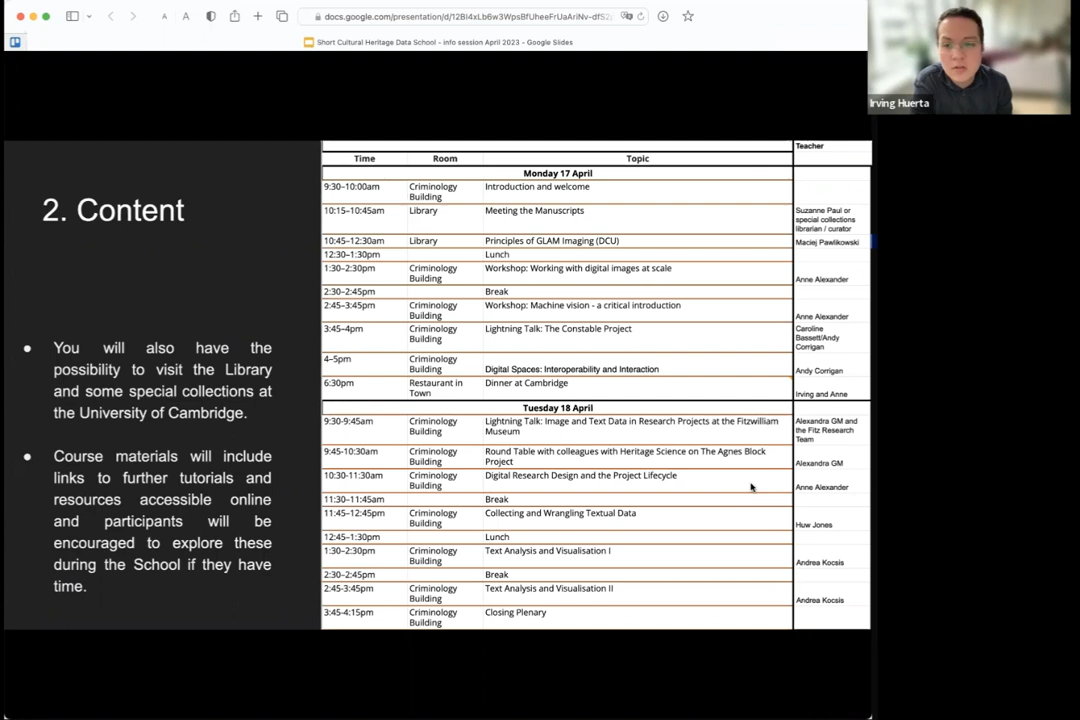 docs.google.com/presentation/d/12BI4xLb6w3WpsBfUheeFrUaAriNv-dfS2
Short Cultural Heritage Data School - info session April 2023 – Google Slides
Irving Huerta
2. Content
● You will also have the
possibility to visit the Library
and some special collections at
the University of Cambridge.
● Course materials will include
links to further tutorials and
resources accessible online
and participants will be
encouraged to explore these
during the School if they have
time.
Time Room Topic Teacher
Monday 17 April
9:30–10:00am Criminology Building Introduction and welcome
10:15–10:45am Library Meeting the Manuscripts Suzanne Paul or special collections librarian / curator
10:45–12:30am Library Principles of GLAM Imaging (DCU) Maciej Pawlikowski
12:30–1:30pm Lunch
1:30–2:30pm Criminology Building Workshop: Working with digital images at scale Anne Alexander
2:30–2:45pm Break
2:45–3:45pm Criminology Building Workshop: Machine vision - a critical introduction Anne Alexander
3:45–4pm Criminology Building Lightning Talk: The Constable Project Caroline Bassett/Andy Corrigan
4–5pm Criminology Building Digital Spaces: Interoperability and Interaction Andy Corrigan
6:30pm Restaurant in Town Dinner at Cambridge Irving and Anne
Tuesday 18 April
9:30-9:45am Criminology Building Lightning Talk: Image and Text Data in Research Projects at the Fitzwilliam Museum Alexandra GM and the Fitz Research Team
9:45-10:30am Criminology Building Round Table with colleagues with Heritage Science on The Agnes Block Project Alexandra GM
10:30-11:30am Criminology Building Digital Research Design and the Project Lifecycle Anne Alexander
11:30–11:45am Break
11:45–12:45pm Criminology Building Collecting and Wrangling Textual Data Huw Jones
12:45–1:30pm Lunch
1:30–2:30pm Criminology Building Text Analysis and Visualisation I Andrea Kocsis
2:30–2:45pm Break
2:45-3:45pm Criminology Building Text Analysis and Visualisation II Andrea Kocsis
3:45-4:15pm Criminology Building Closing Plenary